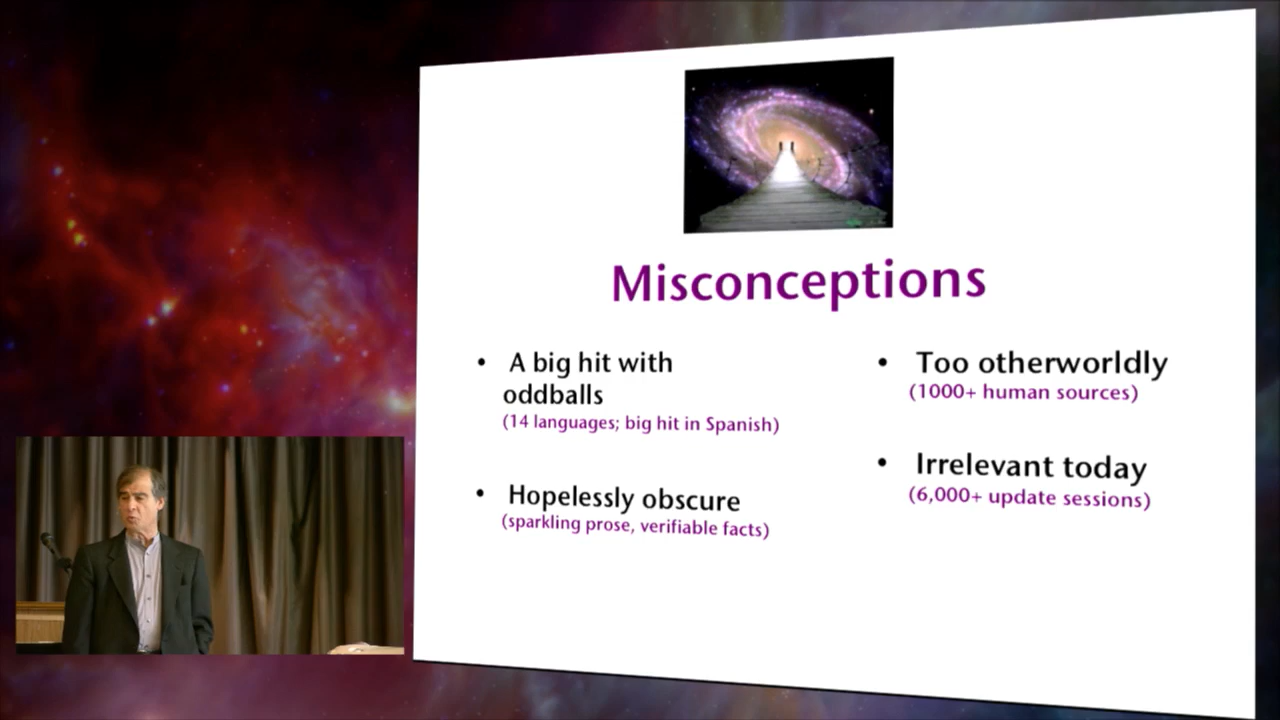 Misconceptions
• A big hit with
oddballs
(14 languages; big hit in Spanish)
• Hopelessly obscure
(sparkling prose, verifiable facts)
• Too otherworldly
(1000+ human sources)
• Irrelevant today
(6,000+ update sessions)